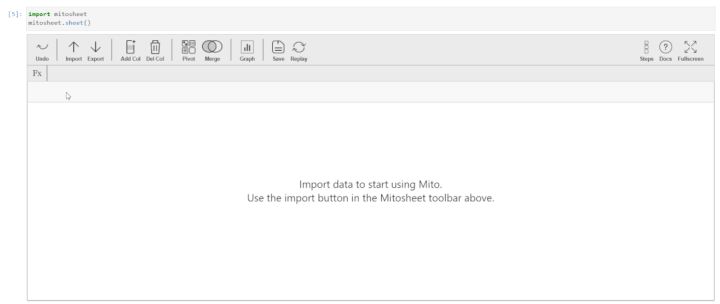 [5]: import mitosheet
mitosheet.sheet()
Undo Import Export Add Col Del Col Pivot Merge Graph Save Replay Steps Docs Fullscreen
Fx
Import data to start using Mito.
Use the import button in the Mitosheet toolbar above.